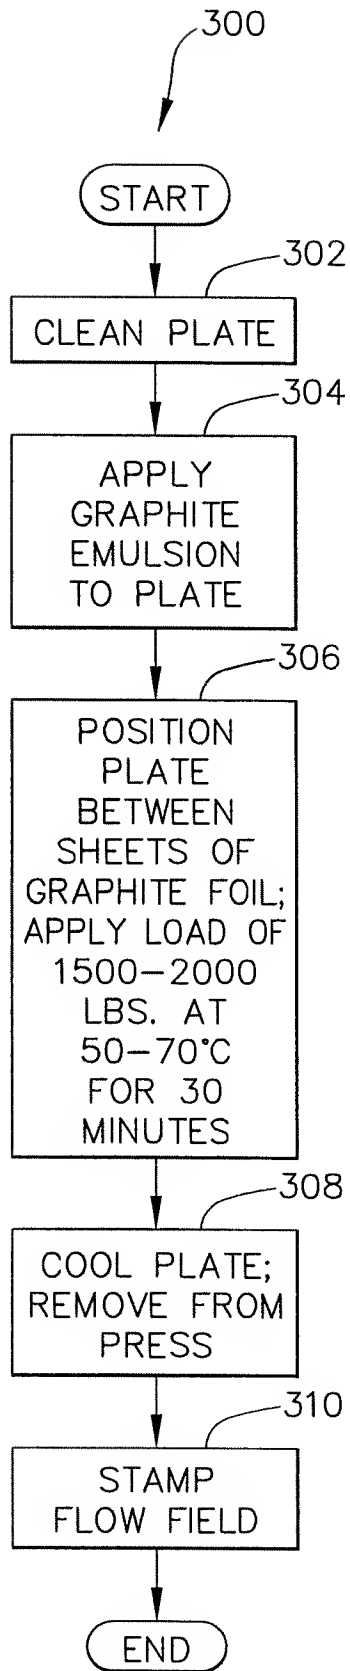 300
START
302
CLEAN PLATE
304
APPLY
GRAPHITE
EMULSION
TO PLATE
306
POSITION
PLATE
BETWEEN
SHEETS OF
GRAPHITE FOIL;
APPLY LOAD OF
1500-2000
LBS. AT
50-70°C
FOR 30
MINUTES
308
COOL PLATE;
REMOVE FROM
PRESS
310
STAMP
FLOW FIELD
END